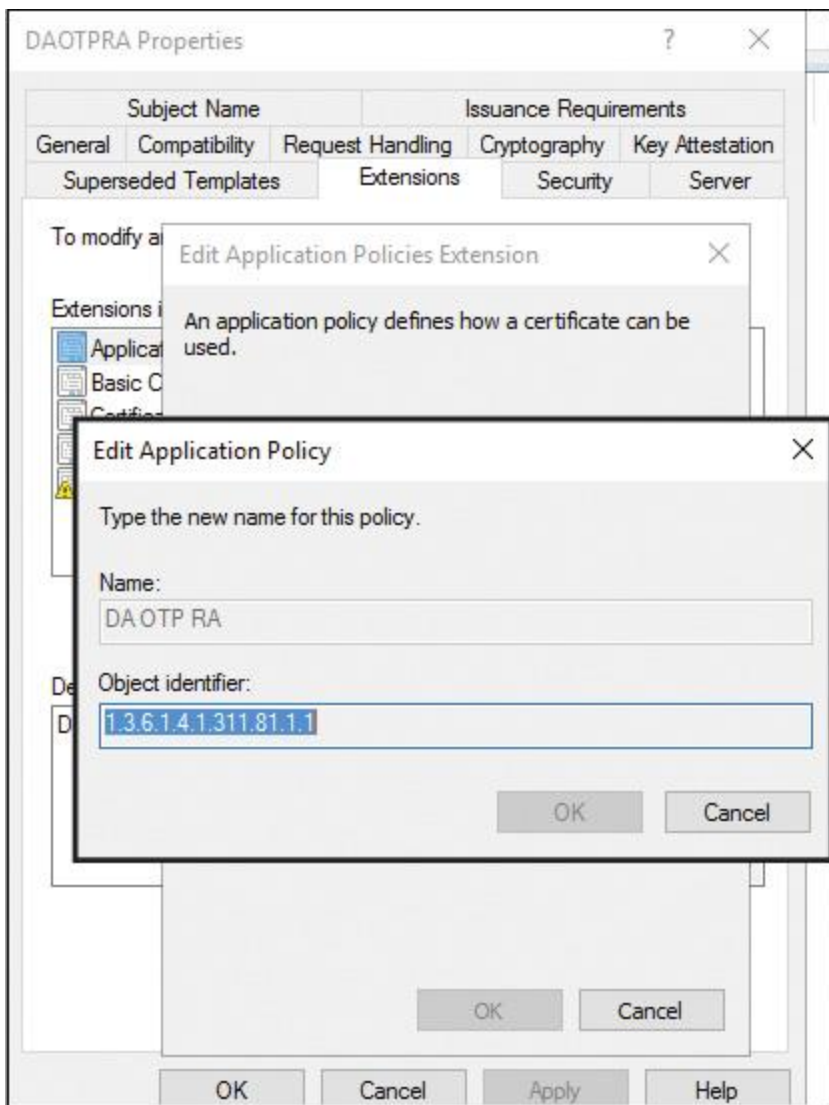 DAOTPRA Properties
?
Subject Name Issuance Requirements
General Compatibility Request Handling Cryptography Key Attestation
Superseded Templates Extensions Security Server
To modify a
Edit Application Policies Extension
Extensions i
An application policy defines how a certificate can be
used.
Applicat
Basic C
Edit Application Policy
Type the new name for this policy.
Name:
DA OTP RA
De
Object identifier:
D
1.3.6.1.4.1.311.81.1.1
OK Cancel
OK Cancel
OK Cancel Apply Help